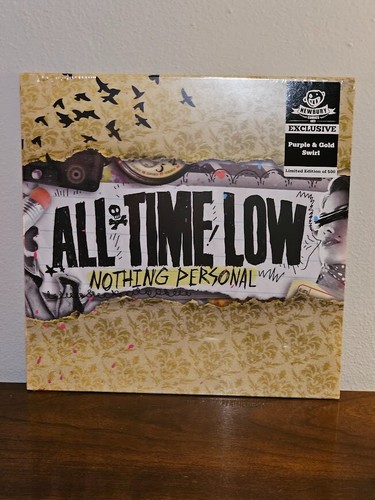 NEWBURY
COMICS
EXCLUSIVE
Purple & Gold
Swirl
Limited Edition of 500
ALL TIME LOW
NOTHING PERSONAL